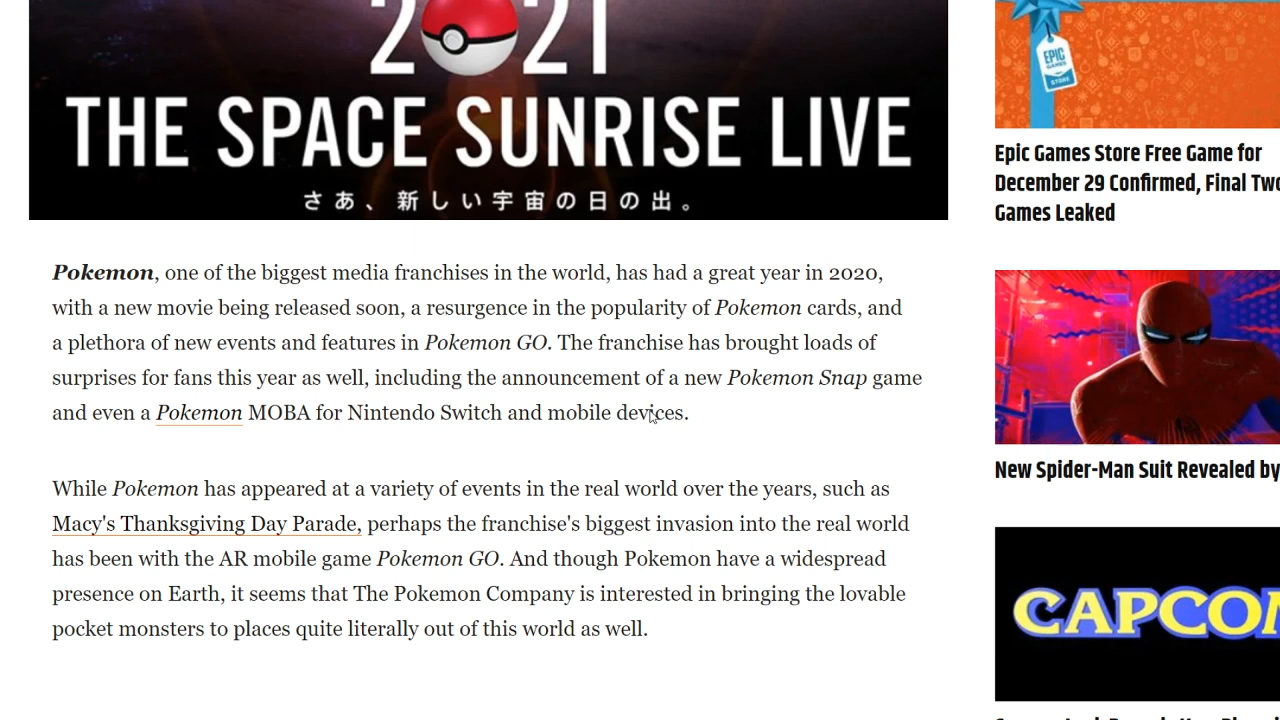 2021
THE SPACE SUNRISE LIVE
さあ、新しい宇宙の日の出。
Pokemon, one of the biggest media franchises in the world, has had a great year in 2020,
with a new movie being released soon, a resurgence in the popularity of Pokemon cards, and
a plethora of new events and features in Pokemon GO. The franchise has brought loads of
surprises for fans this year as well, including the announcement of a new Pokemon Snap game
and even a Pokemon MOBA for Nintendo Switch and mobile devices.
While Pokemon has appeared at a variety of events in the real world over the years, such as
Macy's Thanksgiving Day Parade, perhaps the franchise's biggest invasion into the real world
has been with the AR mobile game Pokemon GO. And though Pokemon have a widespread
presence on Earth, it seems that The Pokemon Company is interested in bringing the lovable
pocket monsters to places quite literally out of this world as well.
EPIC
GAMES
STORE
Epic Games Store Free Game for
December 29 Confirmed, Final Two
Games Leaked
New Spider-Man Suit Revealed by
CAPCOM